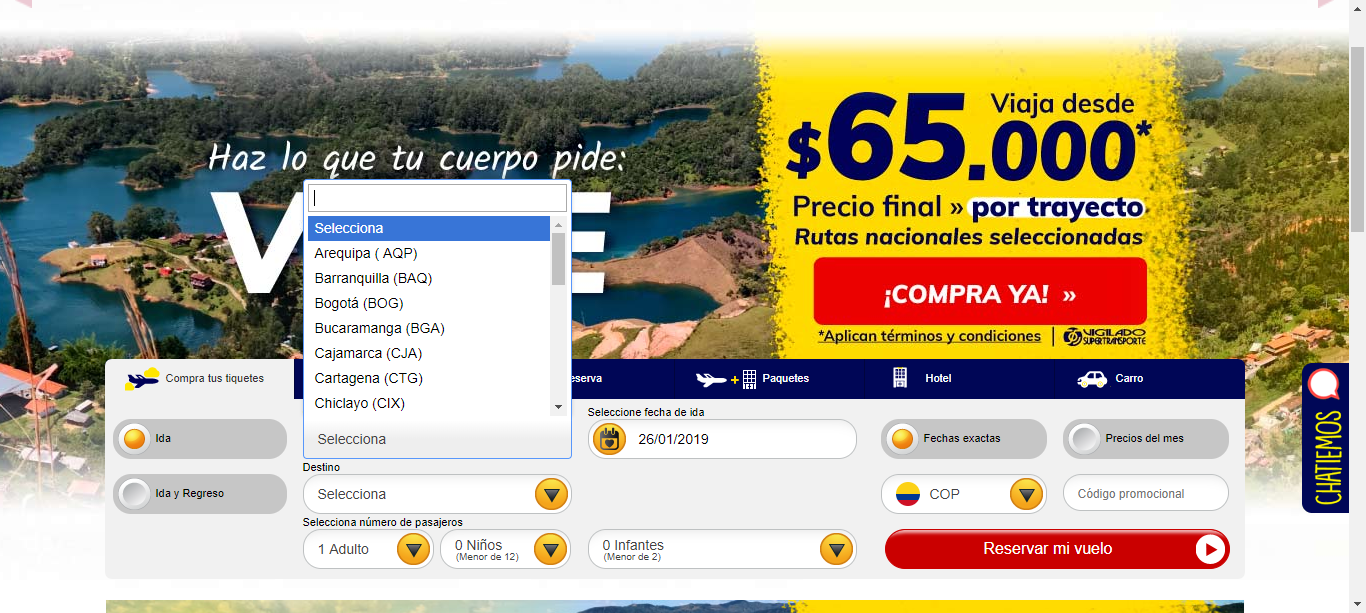 Haz lo que tu cuerpo pide:
V E
Viaja desde
$65.000*
Precio final » por trayecto
Rutas nacionales seleccionadas
¡COMPRA YA! »
*Aplican términos y condiciones | VIGILADO
SUPERTRANSPORTE
Selecciona
Arequipa ( AQP)
Barranquilla (BAQ)
Bogotá (BOG)
Bucaramanga (BGA)
Cajamarca (CJA)
Cartagena (CTG)
Chiclayo (CIX)
Selecciona
Compra tus tiquetes
serva
Paquetes
Hotel
Carro
Ida
Ida y Regreso
Seleccione fecha de ida
26/01/2019
Fechas exactas
Precios del mes
Destino
Selecciona
COP
Código promocional
Selecciona número de pasajeros
1 Adulto
0 Niños
(Menor de 12)
0 Infantes
(Menor de 2)
Reservar mi vuelo
CHATIEMOS